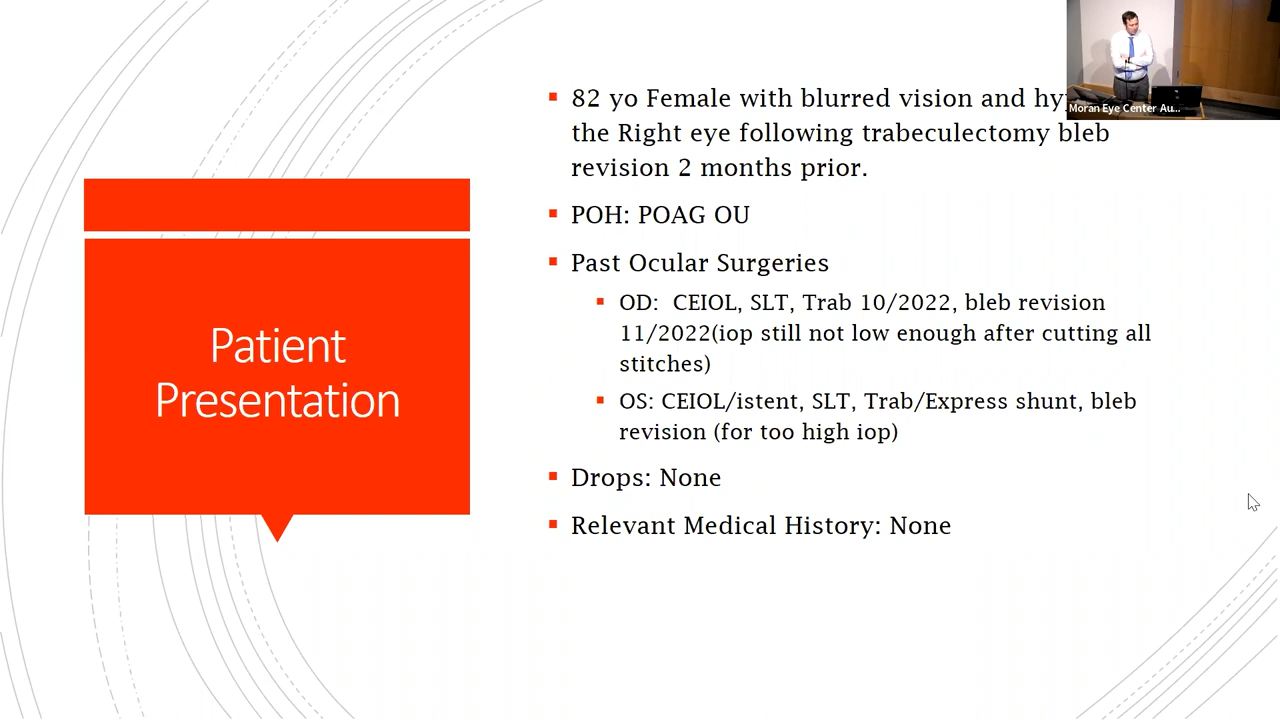 Moran Eye Center Au...
Patient
Presentation
▪ 82 yo Female with blurred vision and
the Right eye following trabeculectomy bleb
revision 2 months prior.
▪ POH: POAG OU
▪ Past Ocular Surgeries
▪ OD: CEIOL, SLT, Trab 10/2022, bleb revision
11/2022(iop still not low enough after cutting all
stitches)
▪ OS: CEIOL/istent, SLT, Trab/Express shunt, bleb
revision (for too high iop)
▪ Drops: None
▪ Relevant Medical History: None